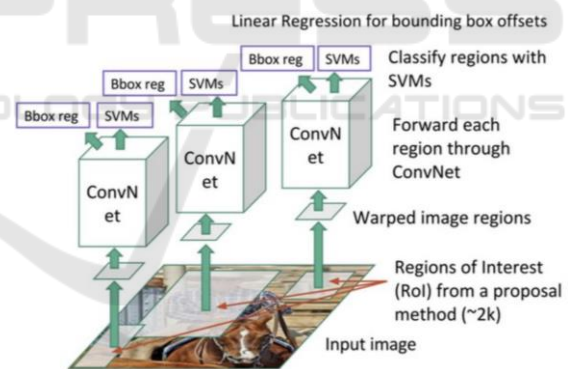 Linear Regression for bounding box offsets
Bbox reg SVMs
Classify regions with
SVMs
Bbox reg SVMs
Bbox reg SVMs
Forward each
region through
ConvNet
ConvN
et
ConvN
et
ConvN
et
Warped image regions
Regions of Interest
(RoI) from a proposal
method (~2k)
Input image